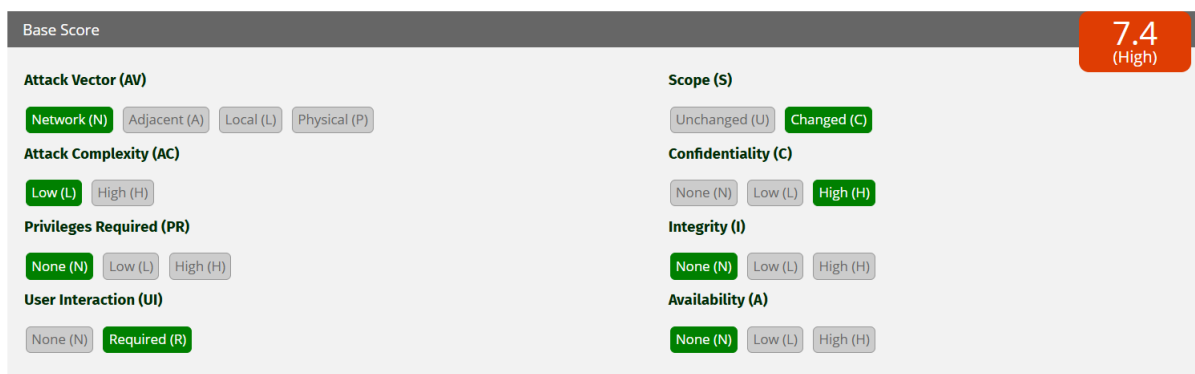 Base Score
7.4
(High)
Attack Vector (AV)
Network (N) Adjacent (A) Local (L) Physical (P)
Attack Complexity (AC)
Low (L) High (H)
Privileges Required (PR)
None (N) Low (L) High (H)
User Interaction (UI)
None (N) Required (R)
Scope (S)
Unchanged (U) Changed (C)
Confidentiality (C)
None (N) Low (L) High (H)
Integrity (I)
None (N) Low (L) High (H)
Availability (A)
None (N) Low (L) High (H)